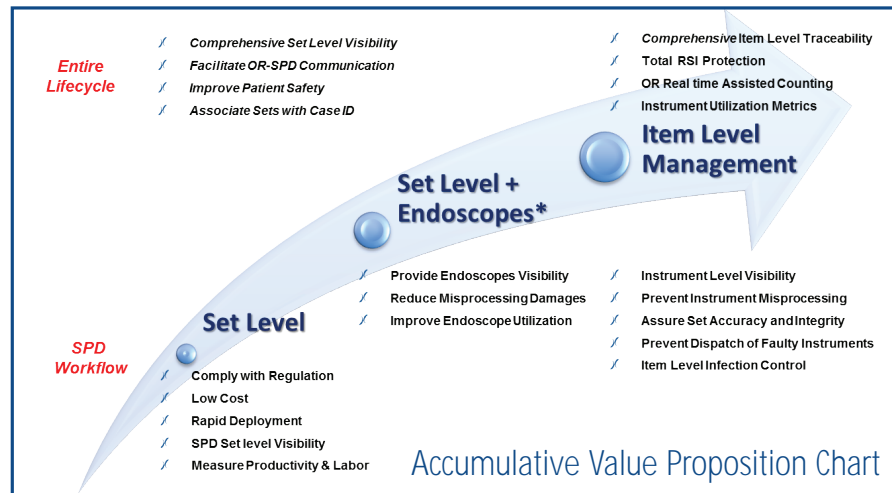 Entire
Lifecycle
Comprehensive Set Level Visibility
Facilitate OR-SPD Communication
Improve Patient Safety
Associate Sets with Case ID
Comprehensive Item Level Traceability
Total RSI Protection
OR Real time Assisted Counting
Instrument Utilization Metrics
Item Level
Management
Set Level +
Endoscopes*
Provide Endoscopes Visibility
Reduce Misprocessing Damages
Improve Endoscope Utilization
Instrument Level Visibility
Prevent Instrument Misprocessing
Assure Set Accuracy and Integrity
Prevent Dispatch of Faulty Instruments
Item Level Infection Control
Set Level
SPD
Workflow
Comply with Regulation
Low Cost
Rapid Deployment
SPD Set level Visibility
Measure Productivity & Labor
Accumulative Value Proposition Chart